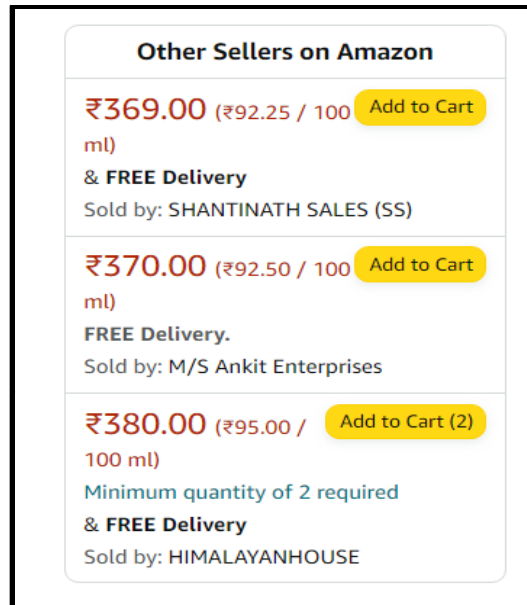 Other Sellers on Amazon
₹369.00 (₹92.25 / 100 Add to Cart
ml)
& FREE Delivery
Sold by: SHANTINATH SALES (SS)
₹370.00 (₹92.50 / 100 Add to Cart
ml)
FREE Delivery.
Sold by: M/S Ankit Enterprises
₹380.00 (₹95.00 / Add to Cart (2)
100 ml)
Minimum quantity of 2 required
& FREE Delivery
Sold by: HIMALAYANHOUSE